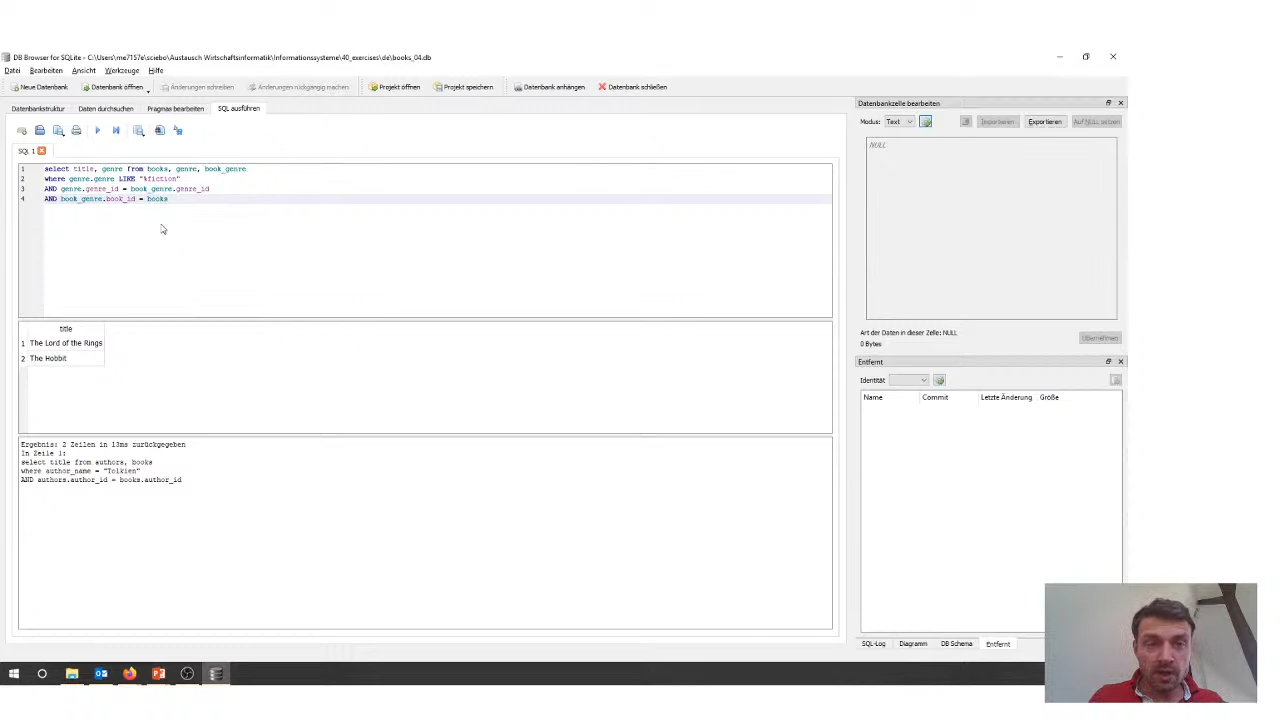 DB Browser for SQLite - C:\Users\me7157e\sciebo\Austausch Wirtschaftsinformatik\Informationssysteme\40_exercises\de\books_04.db
Datei Bearbeiten Ansicht Werkzeuge Hilfe
Neue Datenbank Datenbank öffnen Änderungen schreiben Änderungen rückgängig machen Projekt öffnen Projekt speichern Datenbank anhängen Datenbank schließen
Datenbankstruktur Daten durchsuchen Pragmas bearbeiten SQL ausführen
SQL 1
1 select title, genre from books, genre, book_genre
2 where genre.genre LIKE "%fiction"
3 AND genre.genre_id = book_genre.genre_id
4 AND book_genre.book_id = books
title
1 The Lord of the Rings
2 The Hobbit
Ergebnis: 2 Zeilen in 13ms zurückgegeben
In Zeile 1:
select title from authors, books
where author_name = "Tolkien"
AND authors.author_id = books.author_id
Datenbankzelle bearbeiten
Modus: Text Importieren Exportieren Auf NULL setzen
NULL
Art der Daten in dieser Zelle: NULL
0 Bytes
Übernehmen
Entfernt
Identität
Name Commit Letzte Änderung Größe
SQL-Log Diagramm DB Schema Entfernt